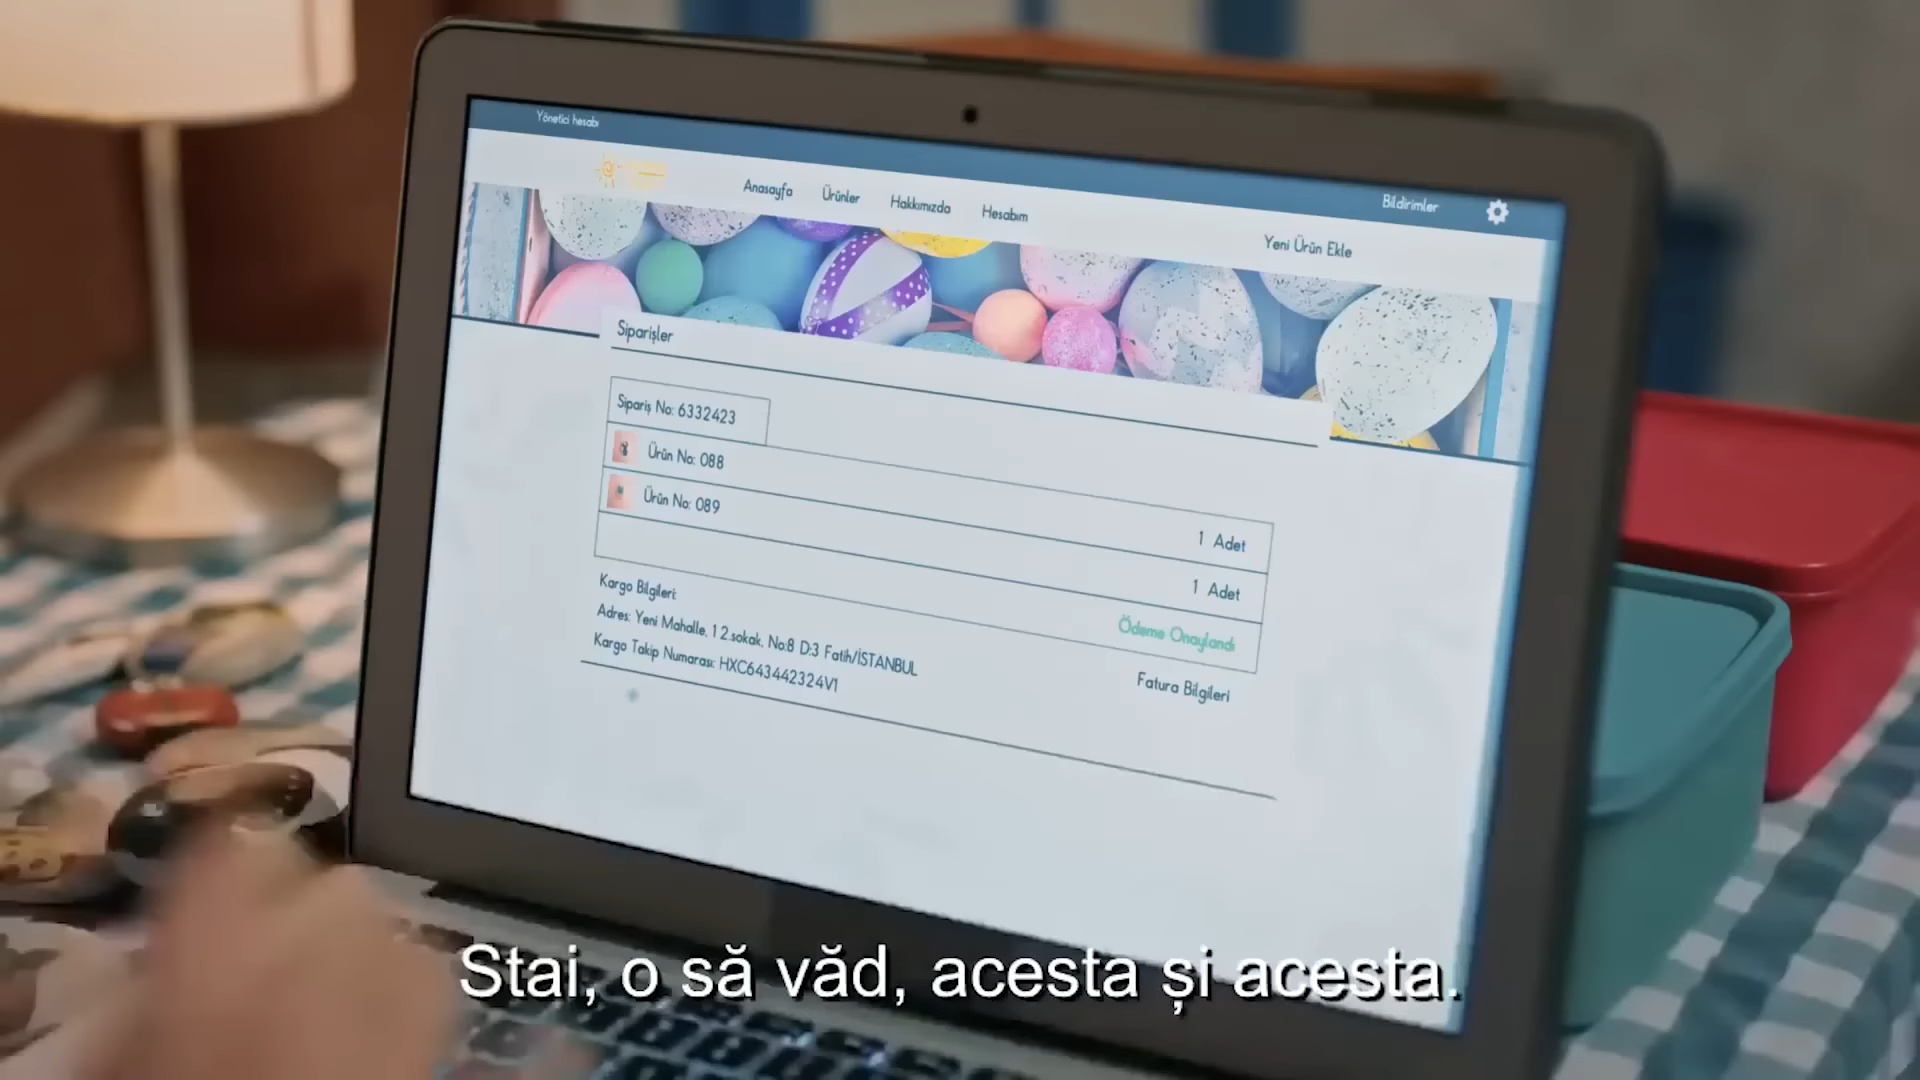 Yönetici hesabı
Bildirimler
Anasayfa Ürünler Hakkımızda Hesabım
Yeni Ürün Ekle
Siparişler
Sipariş No: 6332423
Ürün No: 088
1 Adet
Ürün No: 089
1 Adet
Ödeme Onaylandı
Kargo Bilgileri:
Adres: Yeni Mahalle, 12.sokak, No:8 D:3 Fatih/İSTANBUL
Kargo Takip Numarası: HXC643442324V1
Fatura Bilgileri
Stai, o să văd, acesta și acesta.